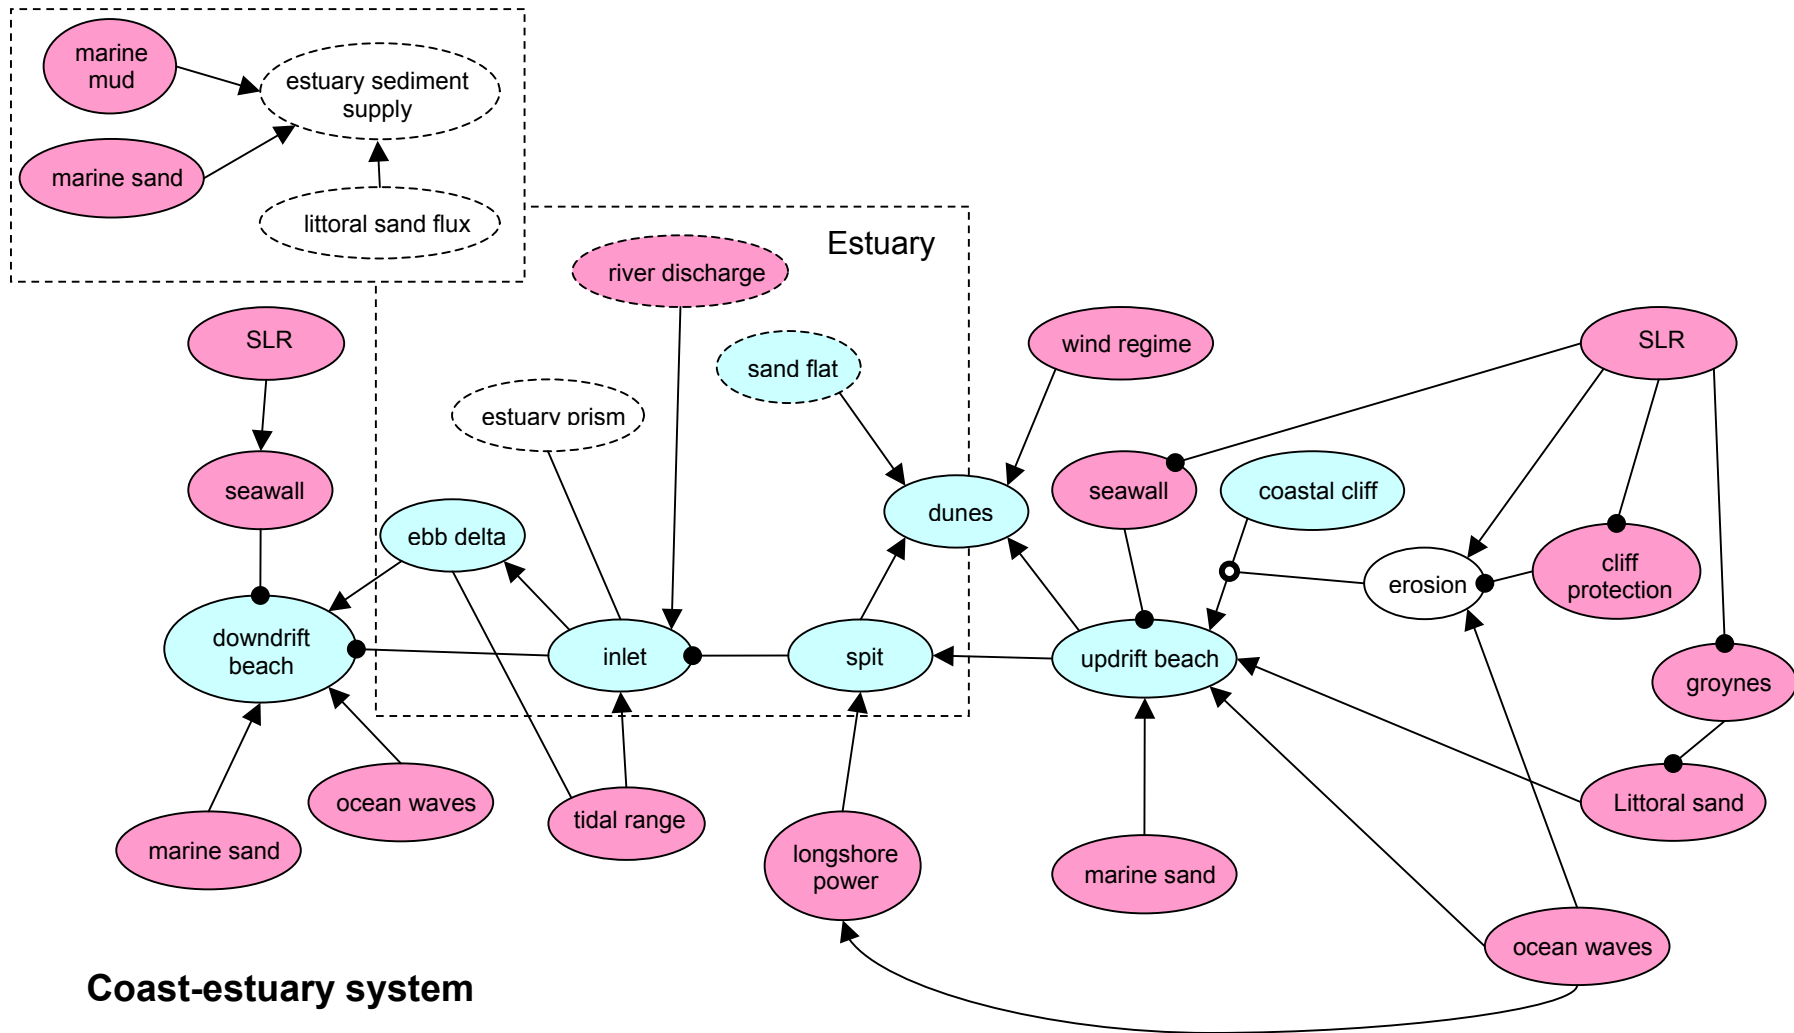 marine
mud
estuary sediment
supply
marine sand
littoral sand flux
Estuary
river discharge
SLR
sand flat
wind regime
SLR
estuary prism
seawall
seawall
coastal cliff
ebb delta
dunes
erosion
cliff
protection
downdrift
beach
inlet
spit
updrift beach
groynes
ocean waves
tidal range
Littoral sand
marine sand
longshore
power
marine sand
ocean waves
Coast-estuary system